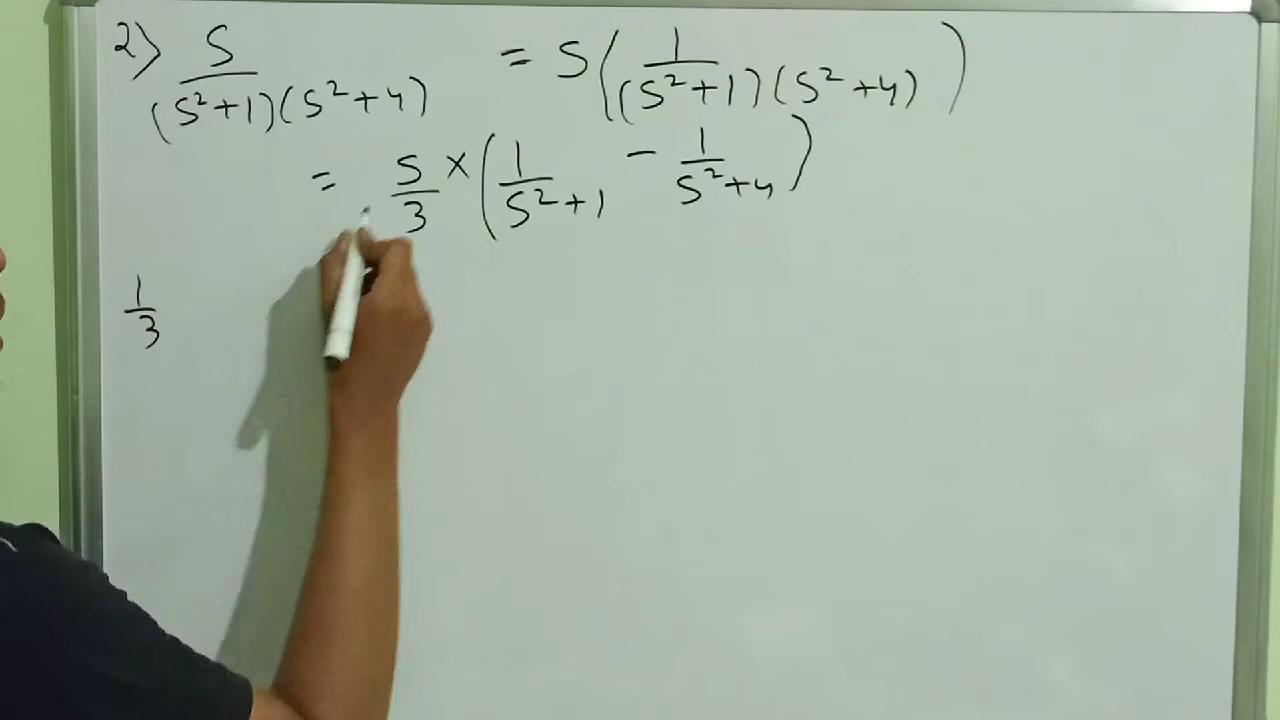 2) S/((S²+1)(S²+4)) = S(1/((S²+1)(S²+4)))
= S/3 × (1/(S²+1) - 1/(S²+4))
1/3